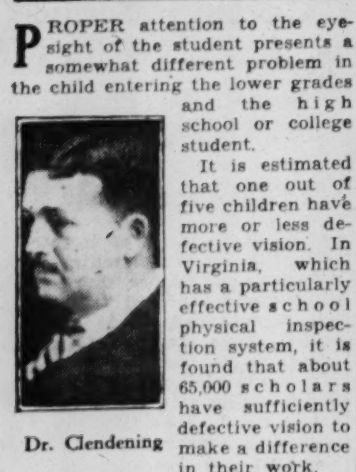 PROPER attention to the eye-
sight of the student presents a
somewhat different problem in
the child entering the lower grades
and the high
school or college
student.
It is estimated
that one out of
five children have
more or less de-
fective vision. In
Virginia, which
has a particularly
effective school
physical inspec-
tion system, it is
found that about
65,000 scholars
have sufficiently
defective vision to
make a difference
in their work.
Dr. Clendening